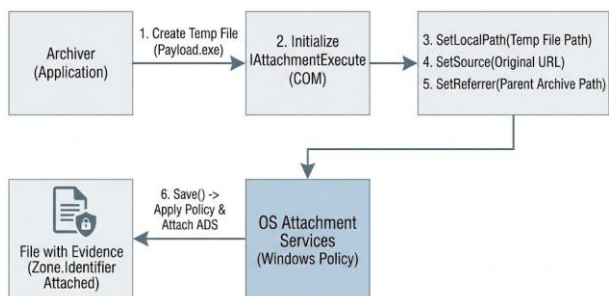 Archiver
(Application)
1. Create Temp File
(Payload.exe)
2. Initialize
IAttachmentExecute
(COM)
3. SetLocalPath(Temp File Path)
4. SetSource(Original URL)
5. SetReferrer(Parent Archive Path)
OS Attachment
Services
(Windows Policy)
6. Save() ->
Apply Policy &
Attach ADS
File with Evidence
(Zone.Identifier
Attached)